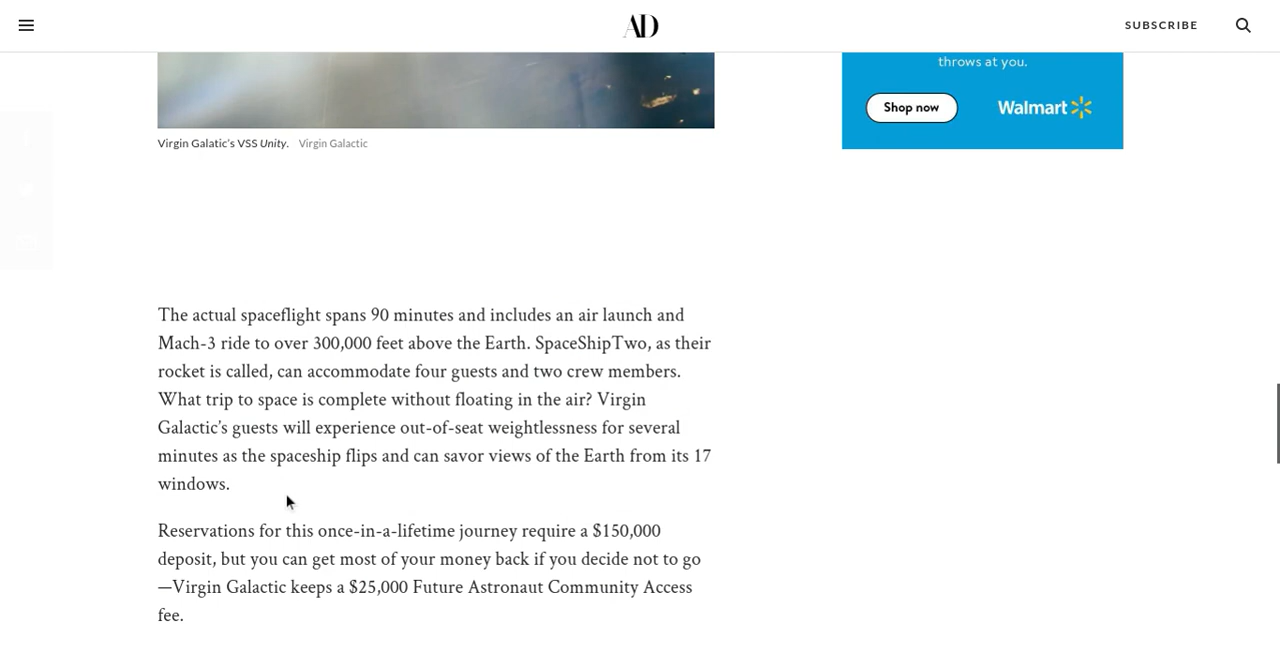 AD
SUBSCRIBE
throws at you.
Shop now
Walmart
Virgin Galatic's VSS Unity. Virgin Galactic
The actual spaceflight spans 90 minutes and includes an air launch and
Mach-3 ride to over 300,000 feet above the Earth. SpaceShipTwo, as their
rocket is called, can accommodate four guests and two crew members.
What trip to space is complete without floating in the air? Virgin
Galactic's guests will experience out-of-seat weightlessness for several
minutes as the spaceship flips and can savor views of the Earth from its 17
windows.
Reservations for this once-in-a-lifetime journey require a $150,000
deposit, but you can get most of your money back if you decide not to go
—Virgin Galactic keeps a $25,000 Future Astronaut Community Access
fee.